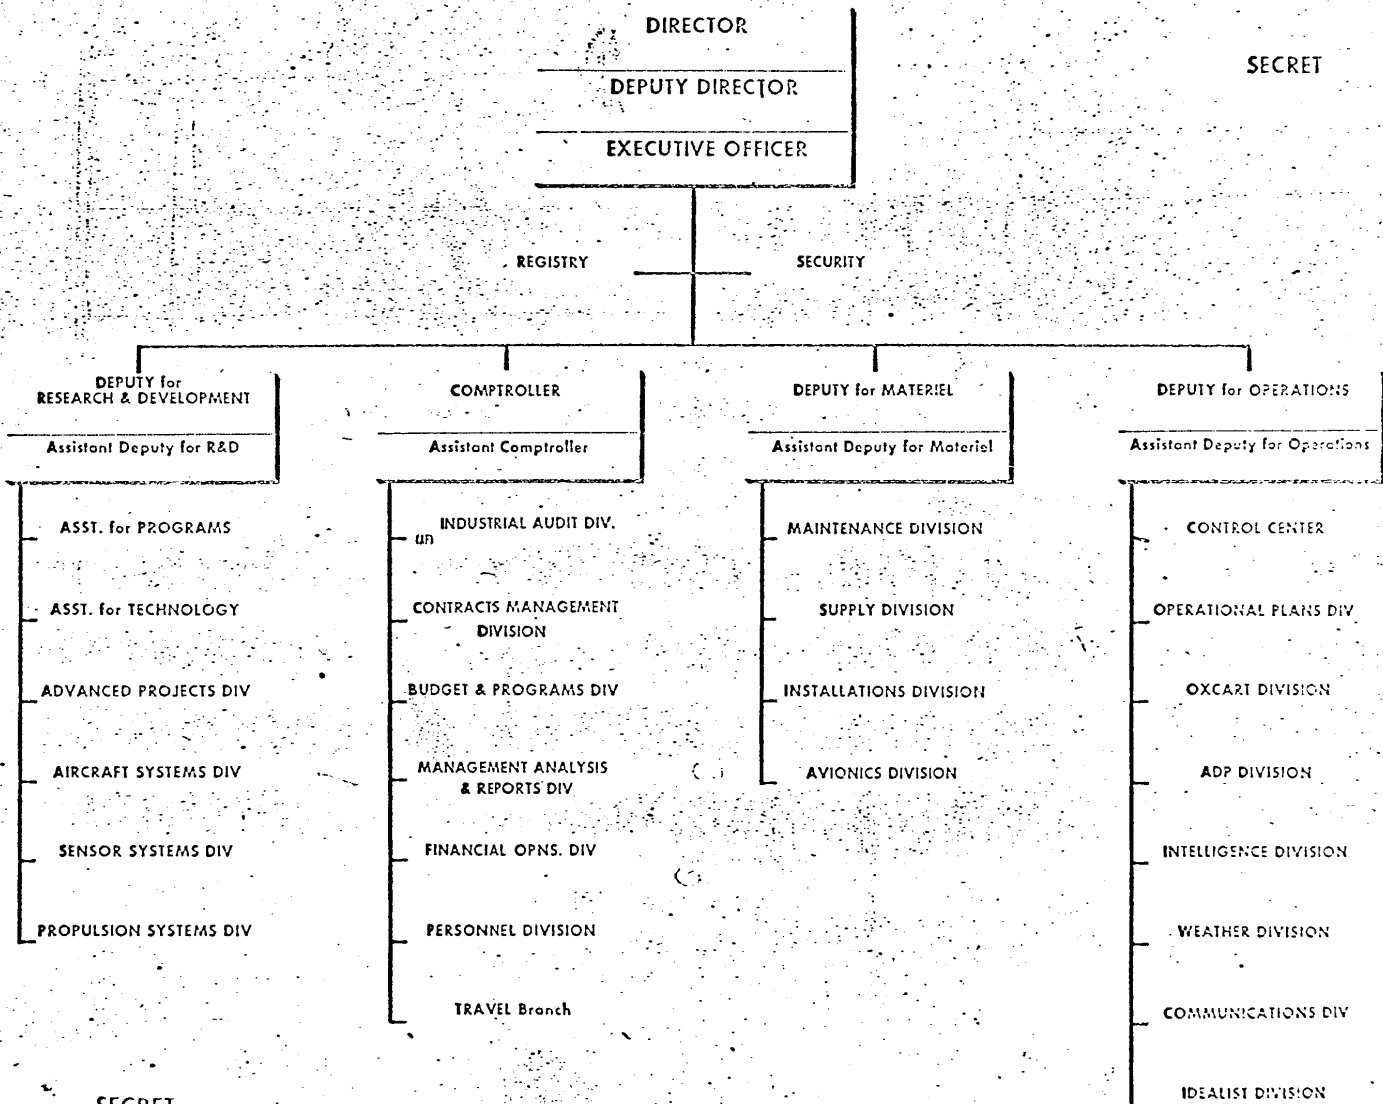 DIRECTOR
SECRET
DEPUTY DIRECTOR
EXECUTIVE OFFICER
REGISTRY
SECURITY
DEPUTY for
RESEARCH & DEVELOPMENT
Assistant Deputy for R&D
ASST. for PROGRAMS
ASST. for TECHNOLOGY
ADVANCED PROJECTS DIV
AIRCRAFT SYSTEMS DIV
SENSOR SYSTEMS DIV
PROPULSION SYSTEMS DIV
COMPTROLLER
Assistant Comptroller
INDUSTRIAL AUDIT DIV.
CONTRACTS MANAGEMENT
DIVISION
BUDGET & PROGRAMS DIV
MANAGEMENT ANALYSIS
& REPORTS DIV
FINANCIAL OPNS. DIV
PERSONNEL DIVISION
TRAVEL Branch
DEPUTY for MATERIEL
Assistant Deputy for Materiel
MAINTENANCE DIVISION
SUPPLY DIVISION
INSTALLATIONS DIVISION
AVIONICS DIVISION
DEPUTY for OPERATIONS
Assistant Deputy for Operations
CONTROL CENTER
OPERATIONAL PLANS DIV
OXCART DIVISION
ADP DIVISION
INTELLIGENCE DIVISION
WEATHER DIVISION
COMMUNICATIONS DIV
IDEALIST DIVISION
SECRET